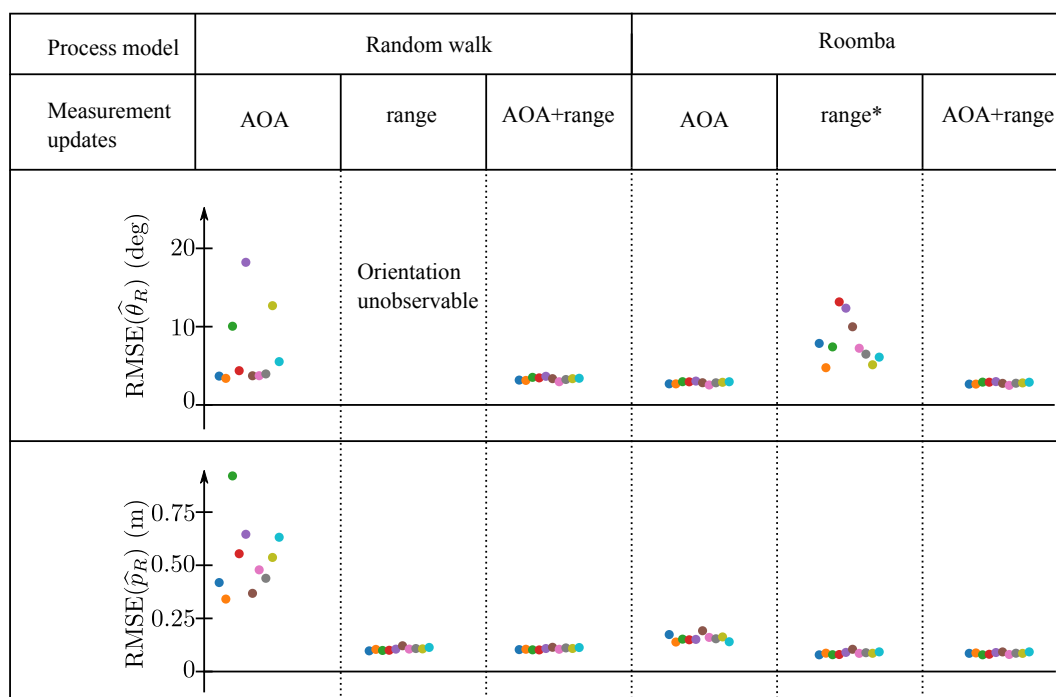 Process model
Random walk
Roomba
Measurement
updates
AOA
range
AOA+range
AOA
range*
AOA+range
RMSE(θ̂_R) (deg)
20
10
0
Orientation
unobservable
RMSE(p̂_R) (m)
0.75
0.50
0.25
0